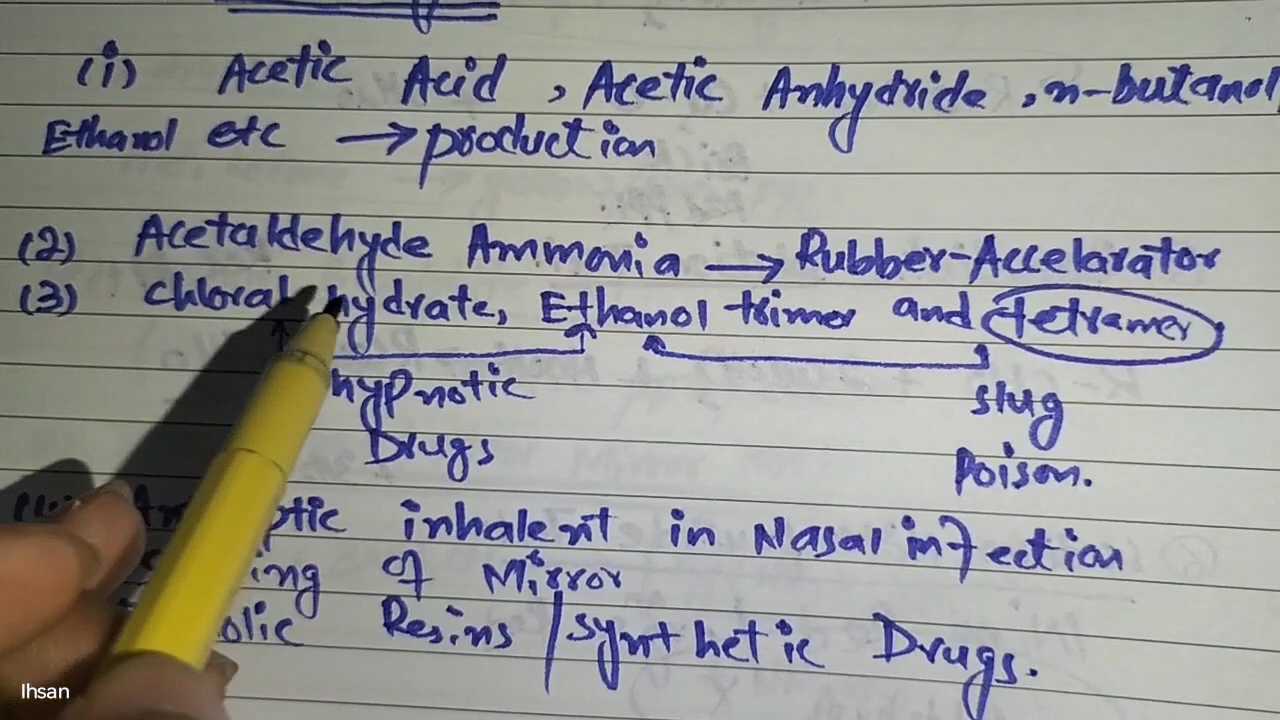 (i) Acetic Acid, Acetic Anhydride, n-butanol
Ethanol etc → production
(2) Acetaldehyde Ammonia → Rubber-Accelarator
(3) Chloral hydrate, Ethanol trimer and tetramer
hypnotic slug
Drugs Poison.
inhalent in Nasal infection
of Mirror
Resins / synthetic Drugs.
Ihsan